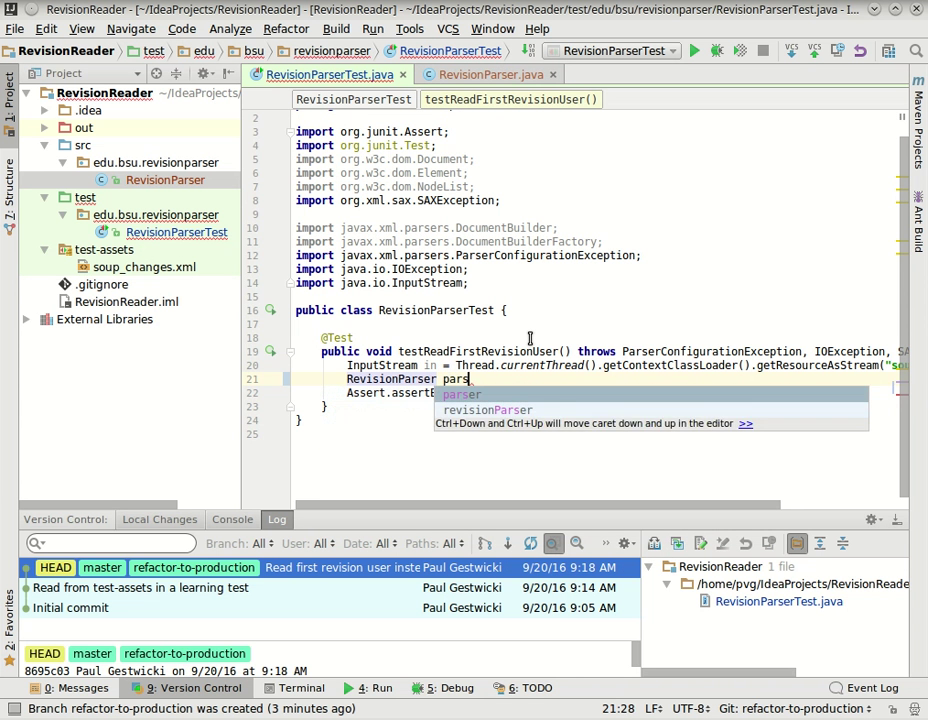 RevisionReader - [~/IdeaProjects/RevisionReader] - [RevisionReader] - ~/IdeaProjects/RevisionReader/test/edu/bsu/revisionparser/RevisionParserTest.java - I...
File Edit View Navigate Code Analyze Refactor Build Run Tools VCS Window Help
RevisionReader test edu bsu revisionparser RevisionParserTest RevisionParserTest VCS VCS
Project RevisionParserTest.java RevisionParser.java
RevisionReader ~/IdeaProjects/
.idea
out
src
edu.bsu.revisionparser
RevisionParser
test
edu.bsu.revisionparser
RevisionParserTest
test-assets
soup_changes.xml
.gitignore
RevisionReader.iml
External Libraries
1: Project
7: Structure
2: Favorites
RevisionParserTest testReadFirstRevisionUser()
2
3 import org.junit.Assert;
4 import org.junit.Test;
5 import org.w3c.dom.Document;
6 import org.w3c.dom.Element;
7 import org.w3c.dom.NodeList;
8 import org.xml.sax.SAXException;
9
10 import javax.xml.parsers.DocumentBuilder;
11 import javax.xml.parsers.DocumentBuilderFactory;
12 import javax.xml.parsers.ParserConfigurationException;
13 import java.io.IOException;
14 import java.io.InputStream;
15
16 public class RevisionParserTest {
17
18 @Test
19 public void testReadFirstRevisionUser() throws ParserConfigurationException, IOException, SA
20 InputStream in = Thread.currentThread().getContextClassLoader().getResourceAsStream("so
21 RevisionParser pars
22 Assert.assertE
23 }
24 }
25
parser
revisionParser
Ctrl+Down and Ctrl+Up will move caret down and up in the editor >>
Maven Projects
Ant Build
Version Control: Local Changes Console Log
Branch: All User: All Date: All Paths: All >>
HEAD master refactor-to-production Read first revision user inste Paul Gestwicki 9/20/16 9:18 AM
Read from test-assets in a learning test Paul Gestwicki 9/20/16 9:14 AM
Initial commit Paul Gestwicki 9/20/16 9:05 AM
HEAD master refactor-to-production
8695c03 Paul Gestwicki on 9/20/16 at 9:18 AM
RevisionReader 1 file
/home/pvg/IdeaProjects/RevisionReade
RevisionParserTest.java
0: Messages 9: Version Control Terminal 4: Run 5: Debug 6: TODO Event Log
Branch refactor-to-production was created (3 minutes ago) 21:28 LF UTF-8 Git: refactor-to-production